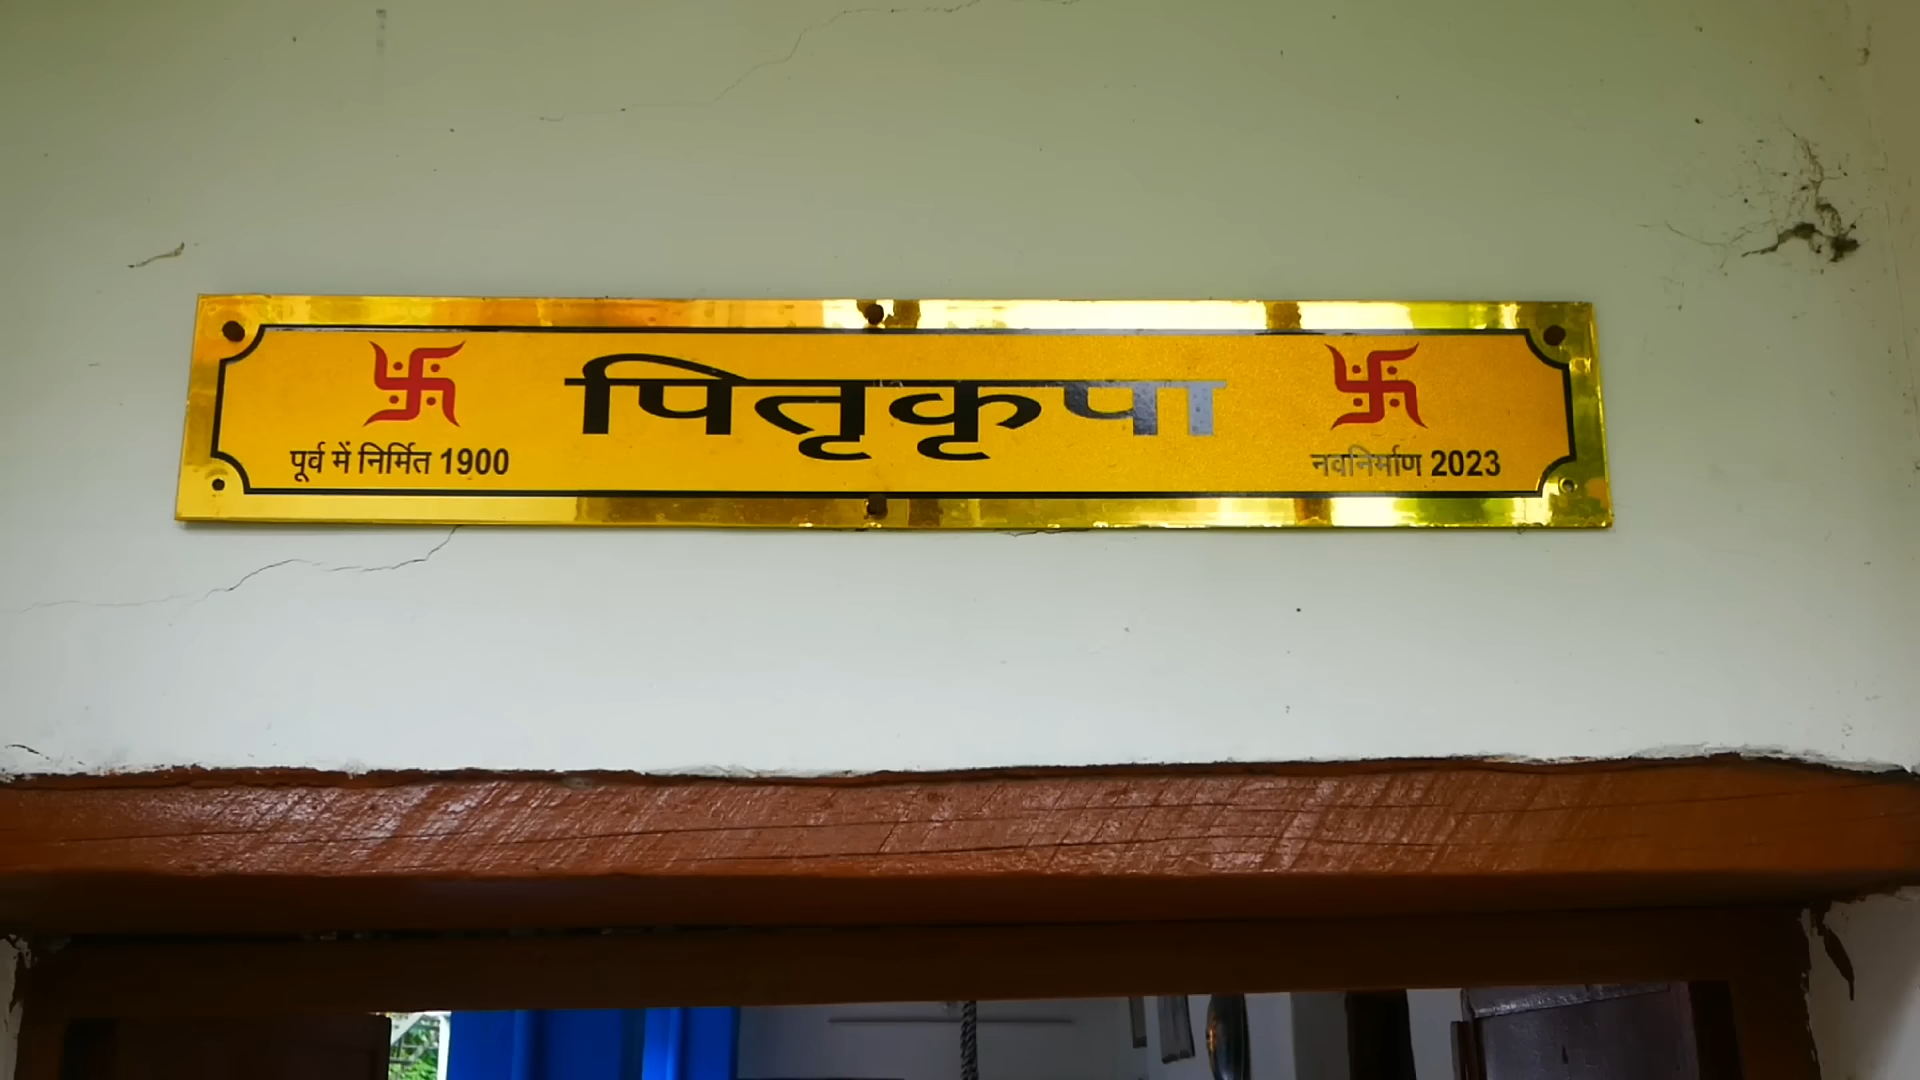 पितृकृपा
पूर्व में निर्मित 1900
नवनिर्माण 2023